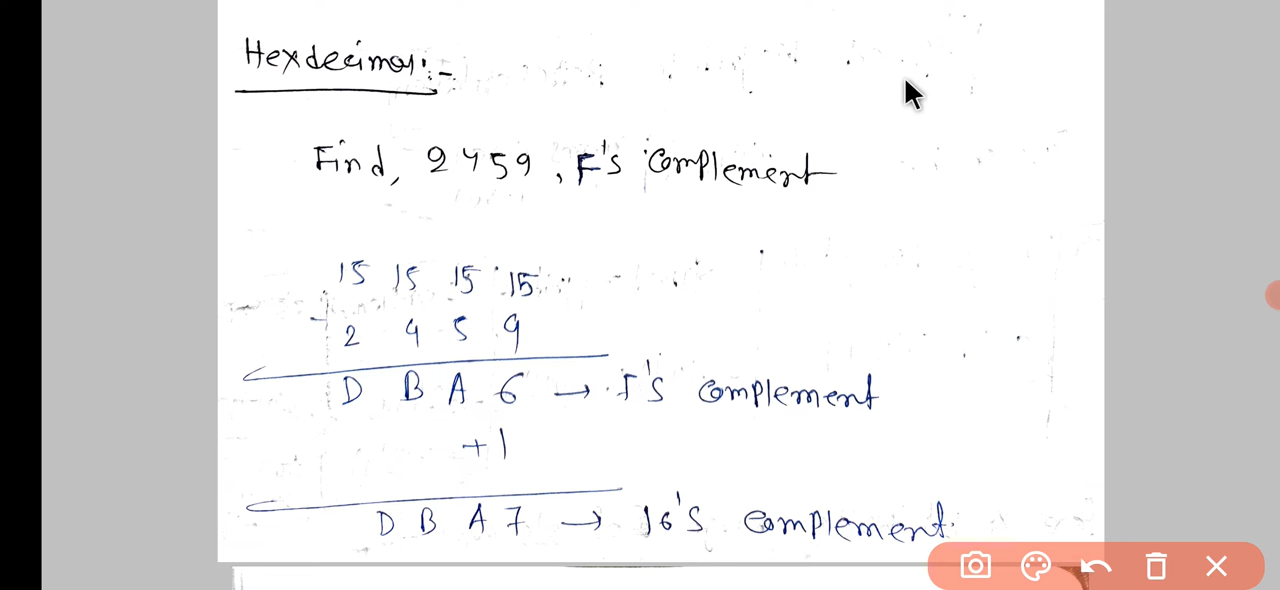 Hexdecimal:-
Find, 2459, F's complement
15 15 15 15
- 2 4 5 9
D B A 6 → F's complement
+1
D B A 7 → 16's complement.